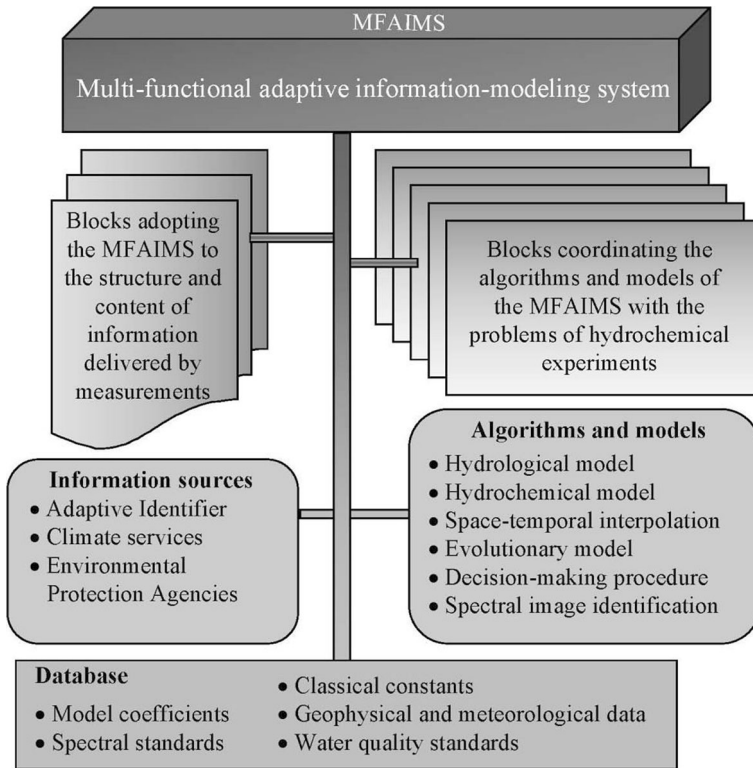 MFAIMS
Multi-functional adaptive information-modeling system
Blocks adopting
the MFAIMS to
the structure and
content of
information
delivered by
measurements
Blocks coordinating the
algorithms and models of
the MFAIMS with the
problems of hydrochemical
experiments
Information sources
• Adaptive Identifier
• Climate services
• Environmental
Protection Agencies
Algorithms and models
• Hydrological model
• Hydrochemical model
• Space-temporal interpolation
• Evolutionary model
• Decision-making procedure
• Spectral image identification
Database
• Model coefficients
• Spectral standards
• Classical constants
• Geophysical and meteorological data
• Water quality standards